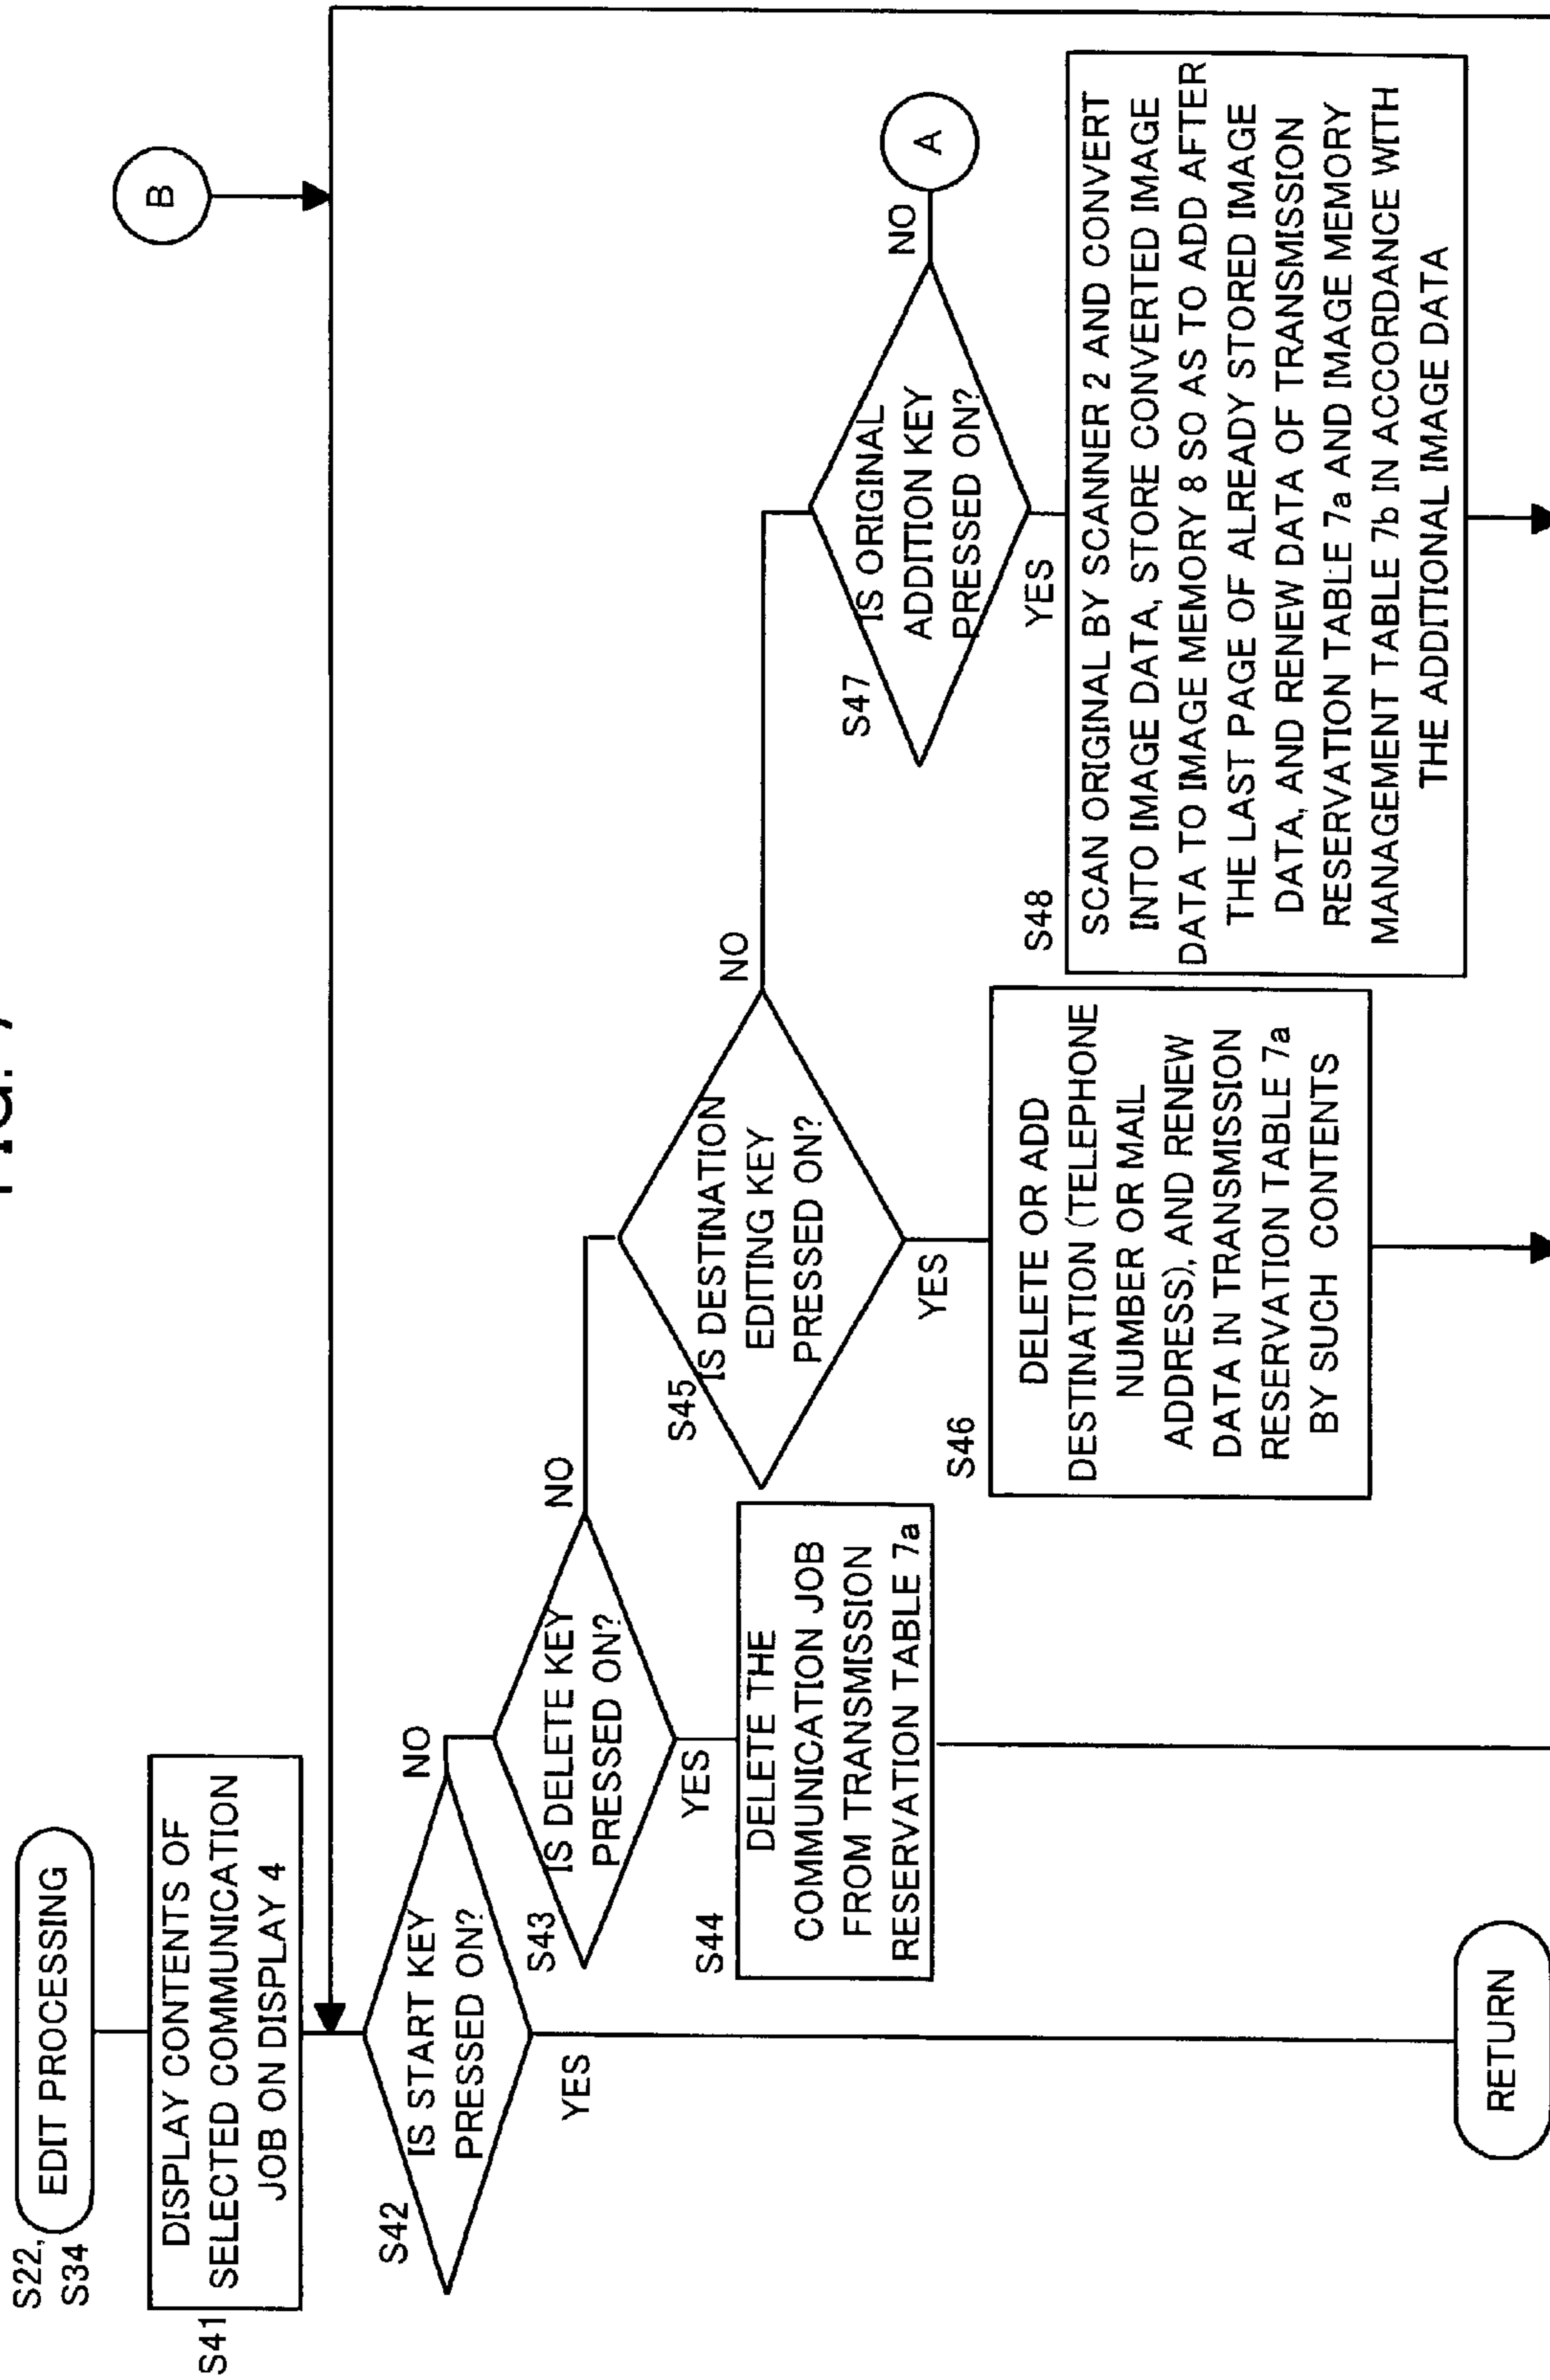 FIG. 7
S22,
S34
EDIT PROCESSING
S41
DISPLAY CONTENTS OF
SELECTED COMMUNICATION
JOB ON DISPLAY 4
B
S42
IS START KEY
PRESSED ON?
NO
YES
S43
IS DELETE KEY
PRESSED ON?
NO
YES
S44
DELETE THE
COMMUNICATION JOB
FROM TRANSMISSION
RESERVATION TABLE 7a
S45
IS DESTINATION
EDITING KEY
PRESSED ON?
NO
YES
S46
DELETE OR ADD
DESTINATION (TELEPHONE
NUMBER OR MAIL
ADDRESS), AND RENEW
DATA IN TRANSMISSION
RESERVATION TABLE 7a
BY SUCH CONTENTS
S47
IS ORIGINAL
ADDITION KEY
PRESSED ON?
NO
A
YES
S48
SCAN ORIGINAL BY SCANNER 2 AND CONVERT
INTO IMAGE DATA, STORE CONVERTED IMAGE
DATA TO IMAGE MEMORY 8 SO AS TO ADD AFTER
THE LAST PAGE OF ALREADY STORED IMAGE
DATA, AND RENEW DATA OF TRANSMISSION
RESERVATION TABLE 7a AND IMAGE MEMORY
MANAGEMENT TABLE 7b IN ACCORDANCE WITH
THE ADDITIONAL IMAGE DATA
RETURN